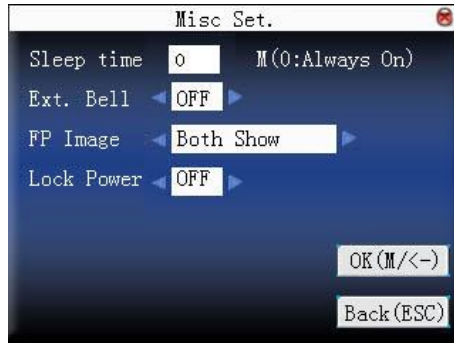 Misc Set.
Sleep time 0 M(0:Always On)
Ext. Bell OFF
FP Image Both Show
Lock Power OFF
OK(M/<-)
Back(ESC)